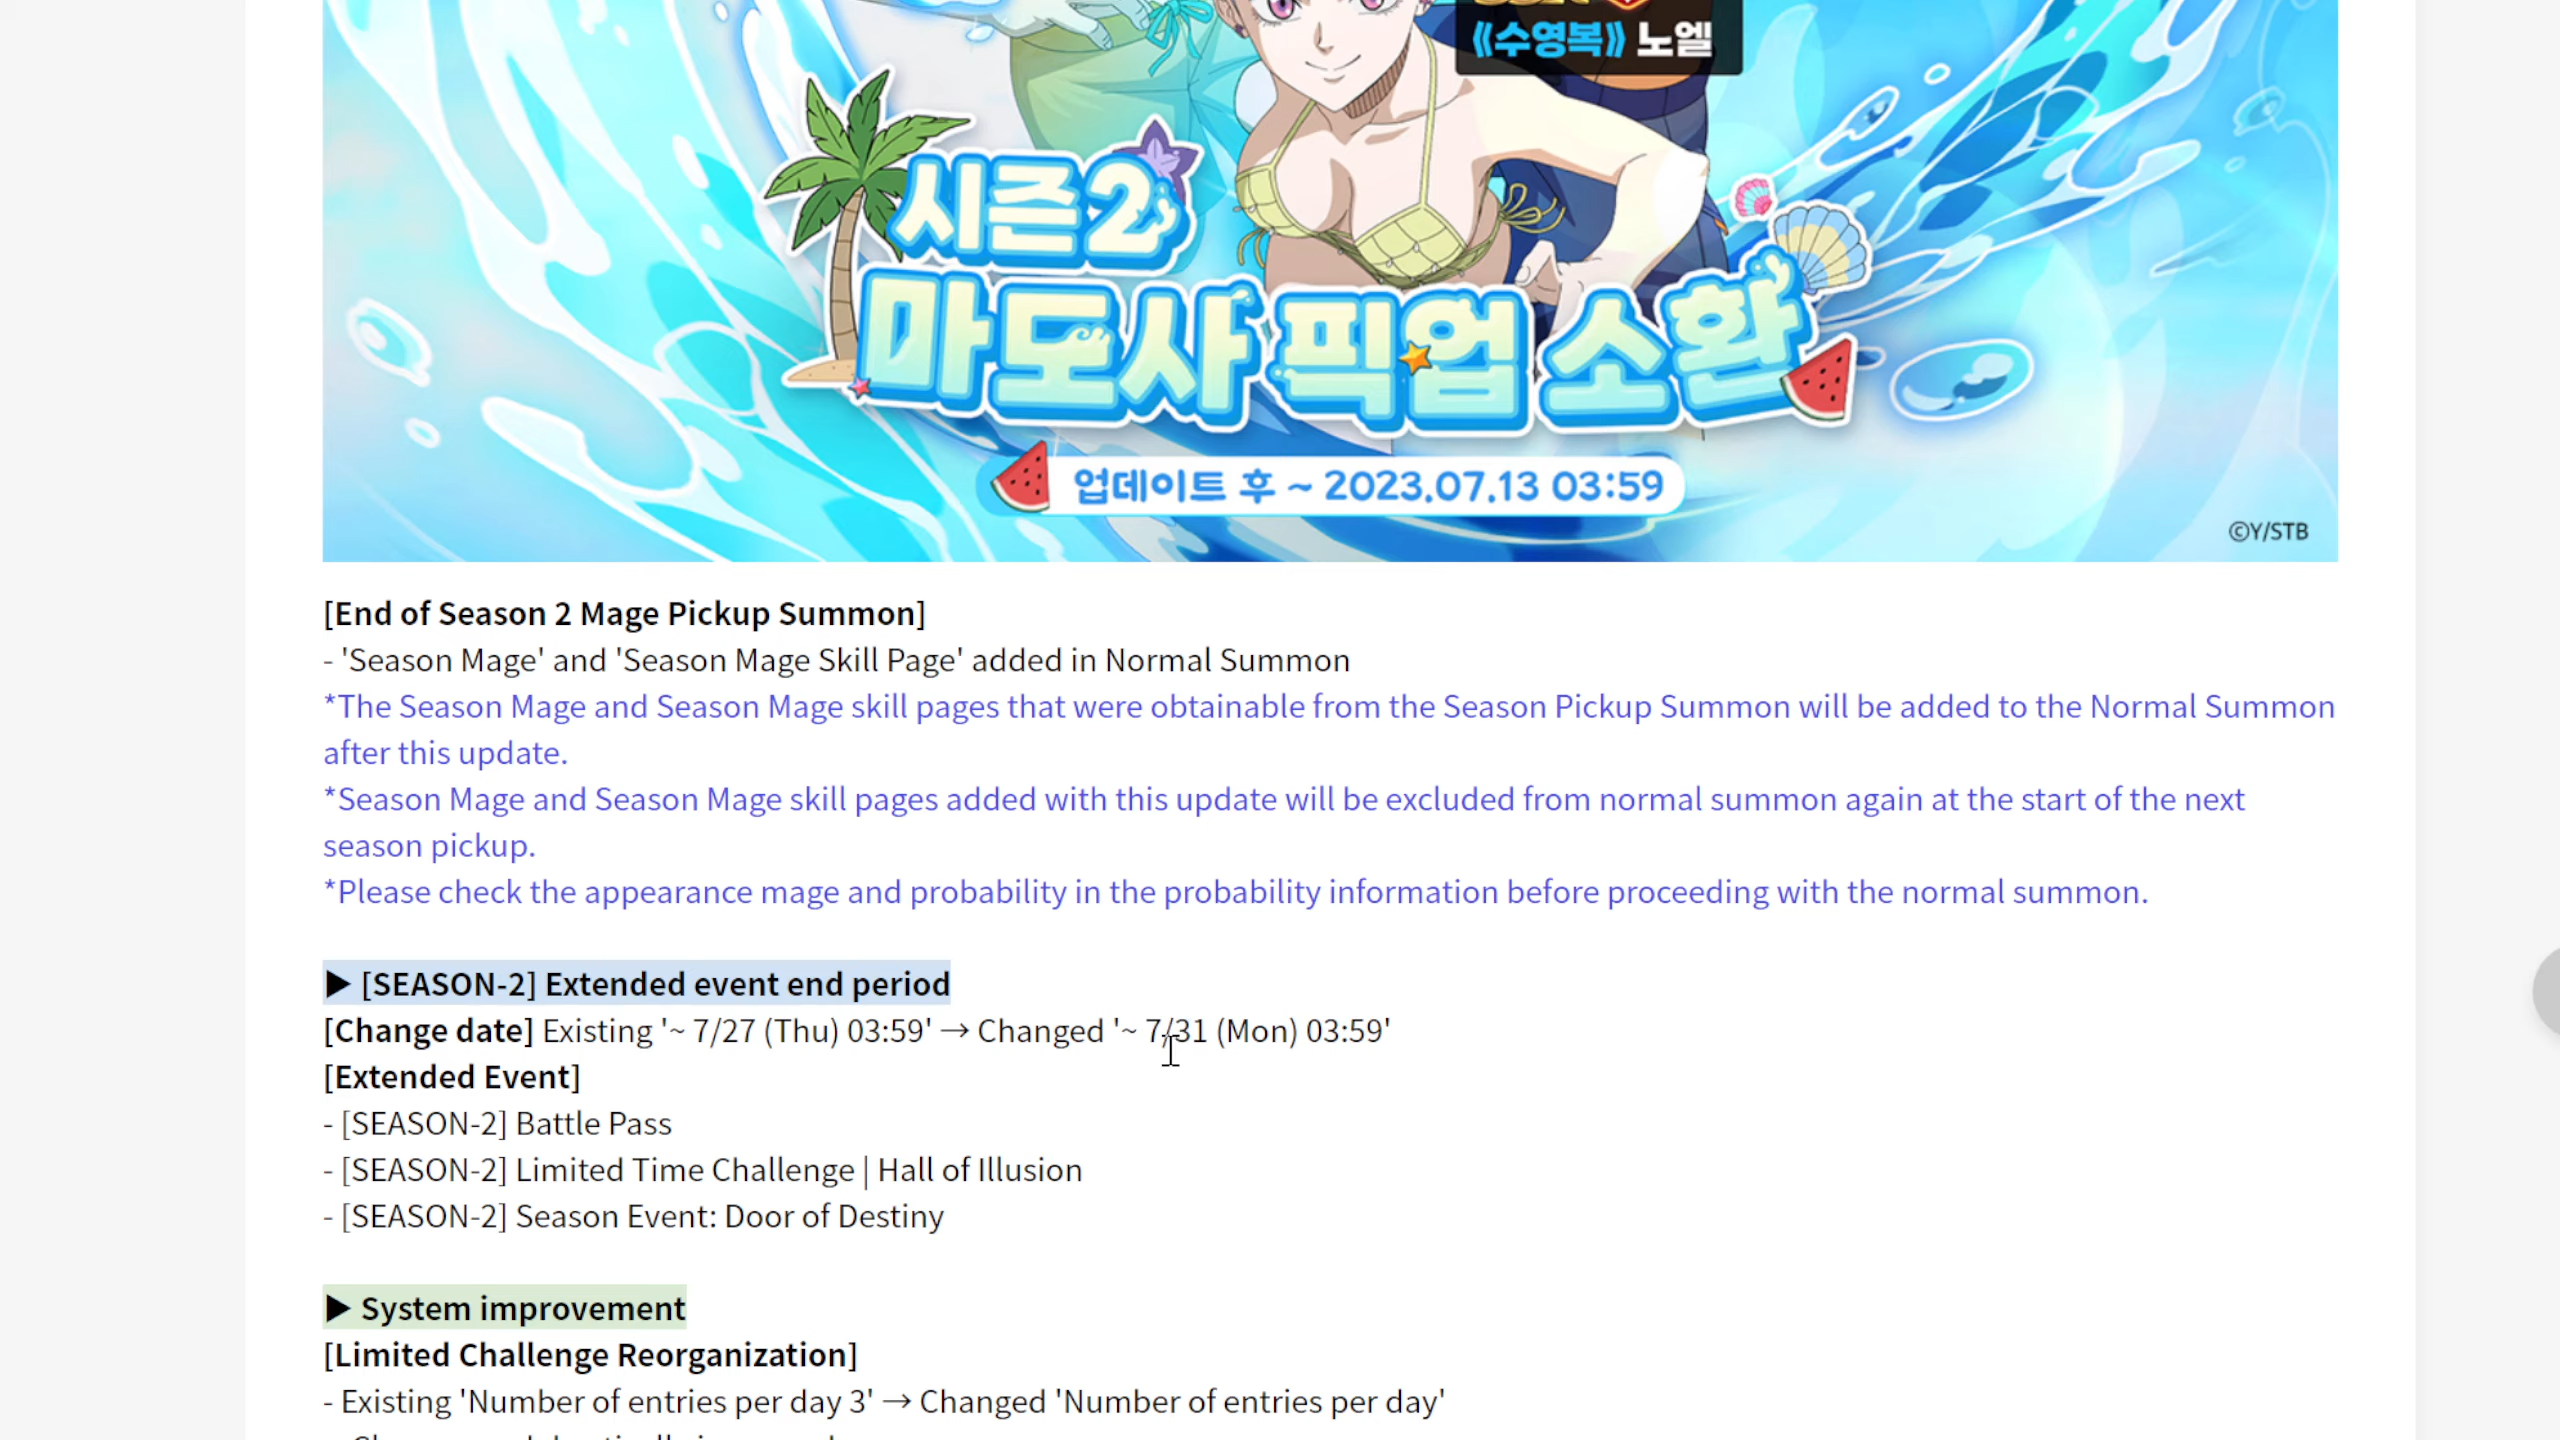 《수영복》 노엘
시즌2
마도사 픽업 소환
업데이트 후 ~ 2023.07.13 03:59
©Y/STB
[End of Season 2 Mage Pickup Summon]
- 'Season Mage' and 'Season Mage Skill Page' added in Normal Summon
*The Season Mage and Season Mage skill pages that were obtainable from the Season Pickup Summon will be added to the Normal Summon
after this update.
*Season Mage and Season Mage skill pages added with this update will be excluded from normal summon again at the start of the next
season pickup.
*Please check the appearance mage and probability in the probability information before proceeding with the normal summon.
▶ [SEASON-2] Extended event end period
[Change date] Existing '~ 7/27 (Thu) 03:59' → Changed '~ 7/31 (Mon) 03:59'
[Extended Event]
- [SEASON-2] Battle Pass
- [SEASON-2] Limited Time Challenge | Hall of Illusion
- [SEASON-2] Season Event: Door of Destiny
▶ System improvement
[Limited Challenge Reorganization]
- Existing 'Number of entries per day 3' → Changed 'Number of entries per day'